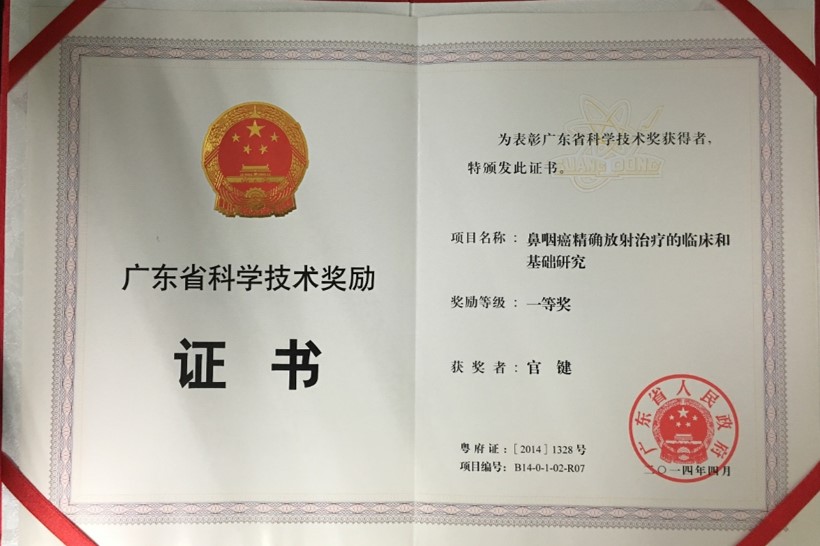 广东省科学技术奖励
证书
为表彰广东省科学技术奖获得者，
特颁发此证书。
GUANG DONG
项目名称：鼻咽癌精确放射治疗的临床和
基础研究
奖励等级：一等奖
获奖者：官键
广东省人民政府
粤府证：［2014］1328号
项目编号：B14-0-1-02-R07
二〇一四年四月